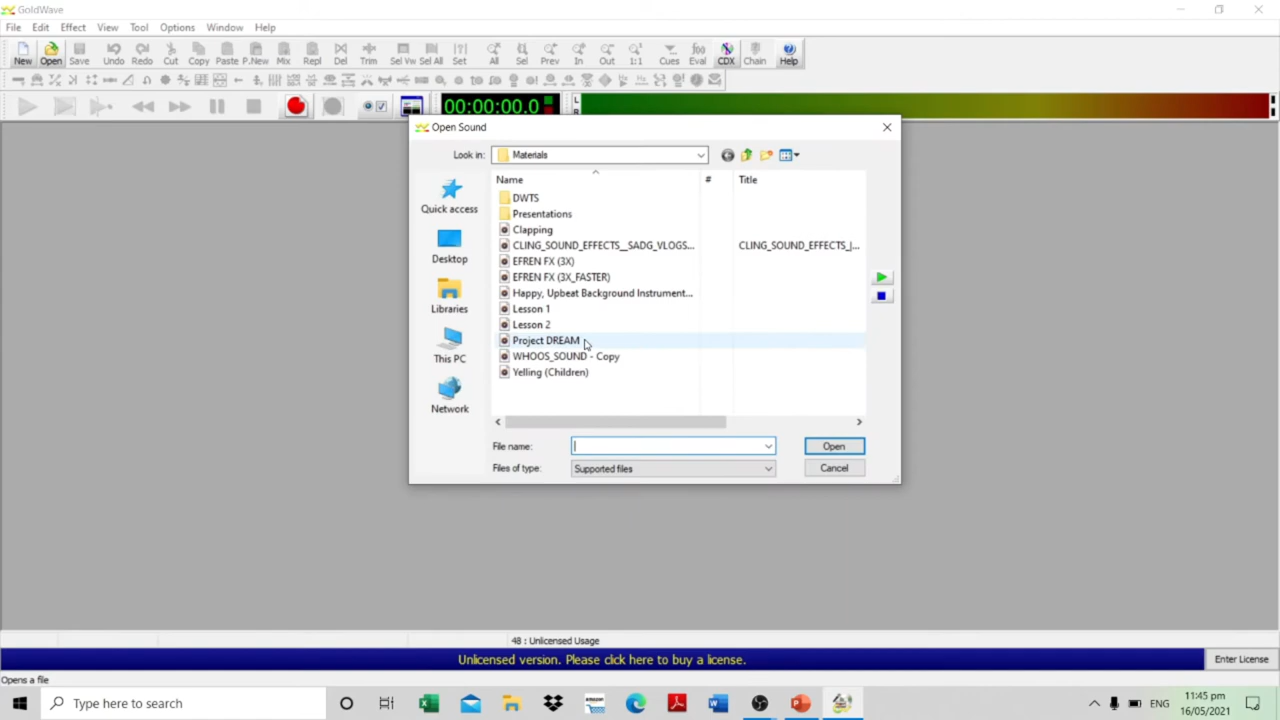 GoldWave
File Edit Effect View Tool Options Window Help
New Open Save Undo Redo Cut Copy Paste P.New Mix Repl Del Trim Sel Vw Sel All Set All Sel Prev In Out 1:1 Cues Eval CDX Chain Help
00:00:00.0
L
R
Open Sound
Look in: Materials
Name # Title
Quick access
Desktop
Libraries
This PC
Network
DWTS
Presentations
Clapping
CLING_SOUND_EFFECTS__SADG_VLOGS... CLING_SOUND_EFFECTS_|...
EFREN FX (3X)
EFREN FX (3X_FASTER)
Happy, Upbeat Background Instrument...
Lesson 1
Lesson 2
Project DREAM
WHOOS_SOUND - Copy
Yelling (Children)
File name: Open
Files of type: Supported files Cancel
48 : Unlicensed Usage
Unlicensed version. Please click here to buy a license. Enter License
Opens a file
Type here to search
ENG
11:45 pm
16/05/2021